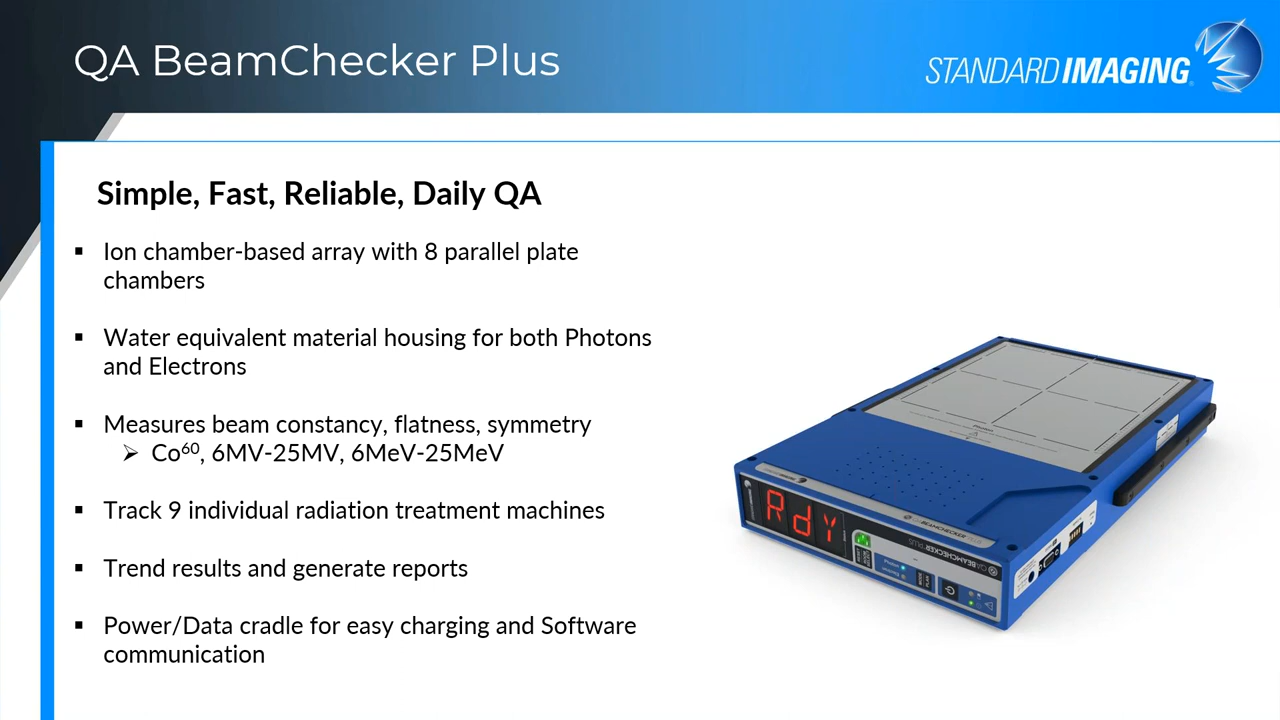 QA BeamChecker Plus
STANDARD IMAGING®
Simple, Fast, Reliable, Daily QA
▪ Ion chamber-based array with 8 parallel plate
chambers
▪ Water equivalent material housing for both Photons
and Electrons
▪ Measures beam constancy, flatness, symmetry
➢ Co⁶⁰, 6MV-25MV, 6MeV-25MeV
▪ Track 9 individual radiation treatment machines
▪ Trend results and generate reports
▪ Power/Data cradle for easy charging and Software
communication
Rdy
QA BEAMCHECKER PLUS